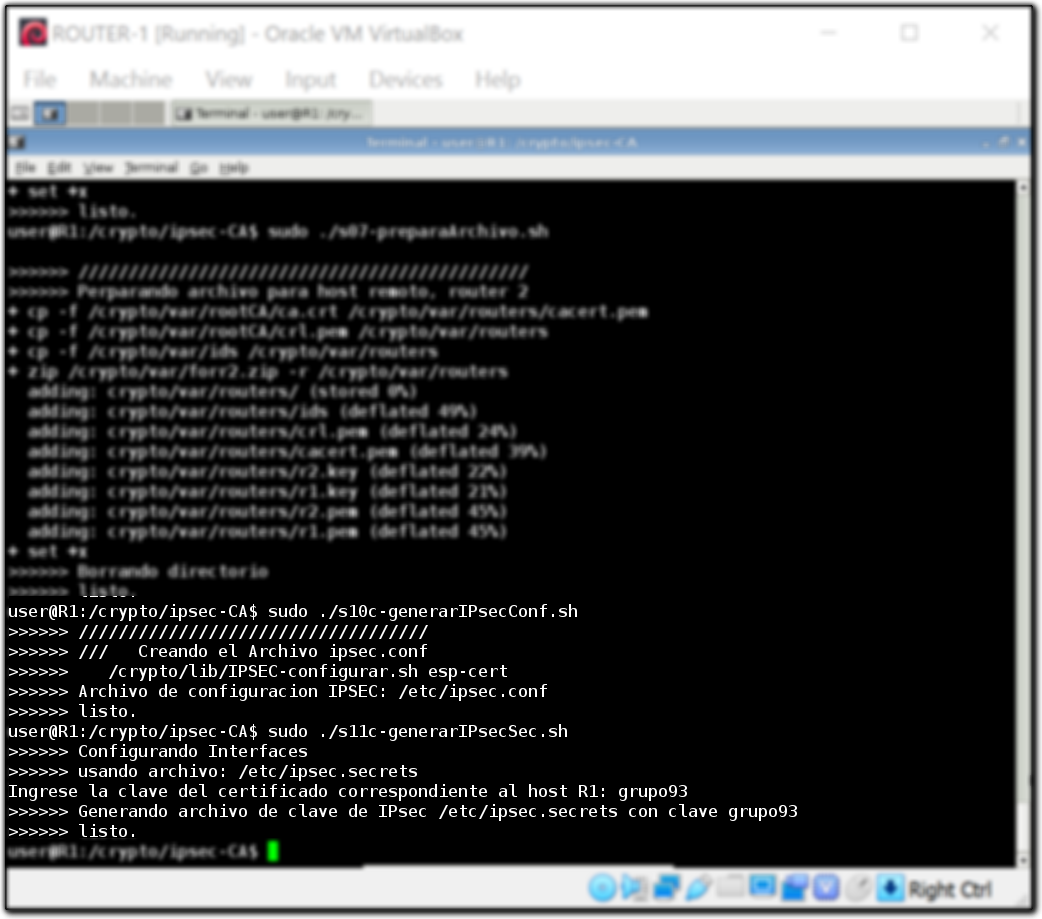 ROUTER-1 [Running] - Oracle VM VirtualBox
File Machine View Input Devices Help
Terminal - user@R1: /cry...
Terminal - user@R1: /crypto/ipsec-CA
File Edit View Terminal Go Help
+ set +x
>>>>>> listo.
user@R1:/crypto/ipsec-CA$ sudo ./s07-preparaArchivo.sh
>>>>>> /////////////////////////////////////////////
>>>>>> Perparando archivo para host remoto, router 2
+ cp -f /crypto/var/rootCA/ca.crt /crypto/var/routers/cacert.pem
+ cp -f /crypto/var/rootCA/crl.pem /crypto/var/routers
+ cp -f /crypto/var/ids /crypto/var/routers
+ zip /crypto/var/forr2.zip -r /crypto/var/routers
  adding: crypto/var/routers/ (stored 0%)
  adding: crypto/var/routers/ids (deflated 49%)
  adding: crypto/var/routers/crl.pem (deflated 24%)
  adding: crypto/var/routers/cacert.pem (deflated 39%)
  adding: crypto/var/routers/r2.key (deflated 22%)
  adding: crypto/var/routers/r1.key (deflated 21%)
  adding: crypto/var/routers/r2.pem (deflated 45%)
  adding: crypto/var/routers/r1.pem (deflated 45%)
+ set +x
>>>>>> Borrando directorio
>>>>>> listo.
user@R1:/crypto/ipsec-CA$ sudo ./s10c-generarIPsecConf.sh
>>>>>> ///////////////////////////////////
>>>>>> ///   Creando el Archivo ipsec.conf
>>>>>>    /crypto/lib/IPSEC-configurar.sh esp-cert
>>>>>> Archivo de configuracion IPSEC: /etc/ipsec.conf
>>>>>> listo.
user@R1:/crypto/ipsec-CA$ sudo ./s11c-generarIPsecSec.sh
>>>>>> Configurando Interfaces
>>>>>> usando archivo: /etc/ipsec.secrets
Ingrese la clave del certificado correspondiente al host R1: grupo93
>>>>>> Generando archivo de clave de IPsec /etc/ipsec.secrets con clave grupo93
>>>>>> listo.
user@R1:/crypto/ipsec-CA$
Right Ctrl